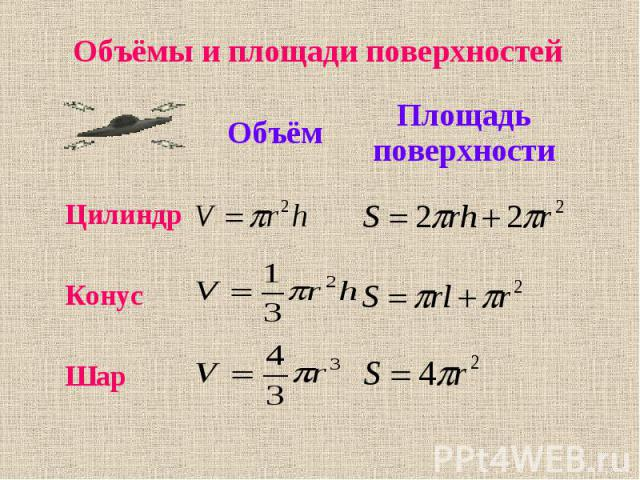 Объёмы и площади поверхностей
Объём
Площадь
поверхности
Цилиндр V = πr²h S = 2πrh + 2πr²
Конус V = 1/3 πr²h S = πrl + πr²
Шар V = 4/3 πr³ S = 4πr²
PPt4WEB.ru